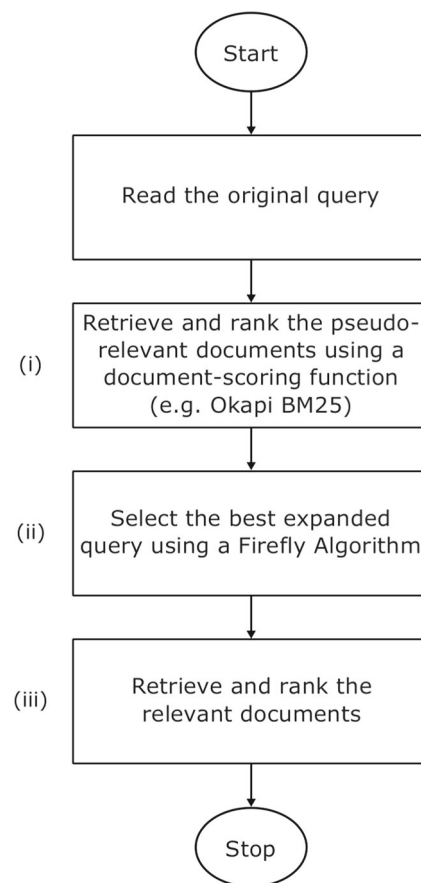 Start
Read the original query
(i)
Retrieve and rank the pseudo-
relevant documents using a
document-scoring function
(e.g. Okapi BM25)
(ii)
Select the best expanded
query using a Firefly Algorithm
(iii)
Retrieve and rank the
relevant documents
Stop